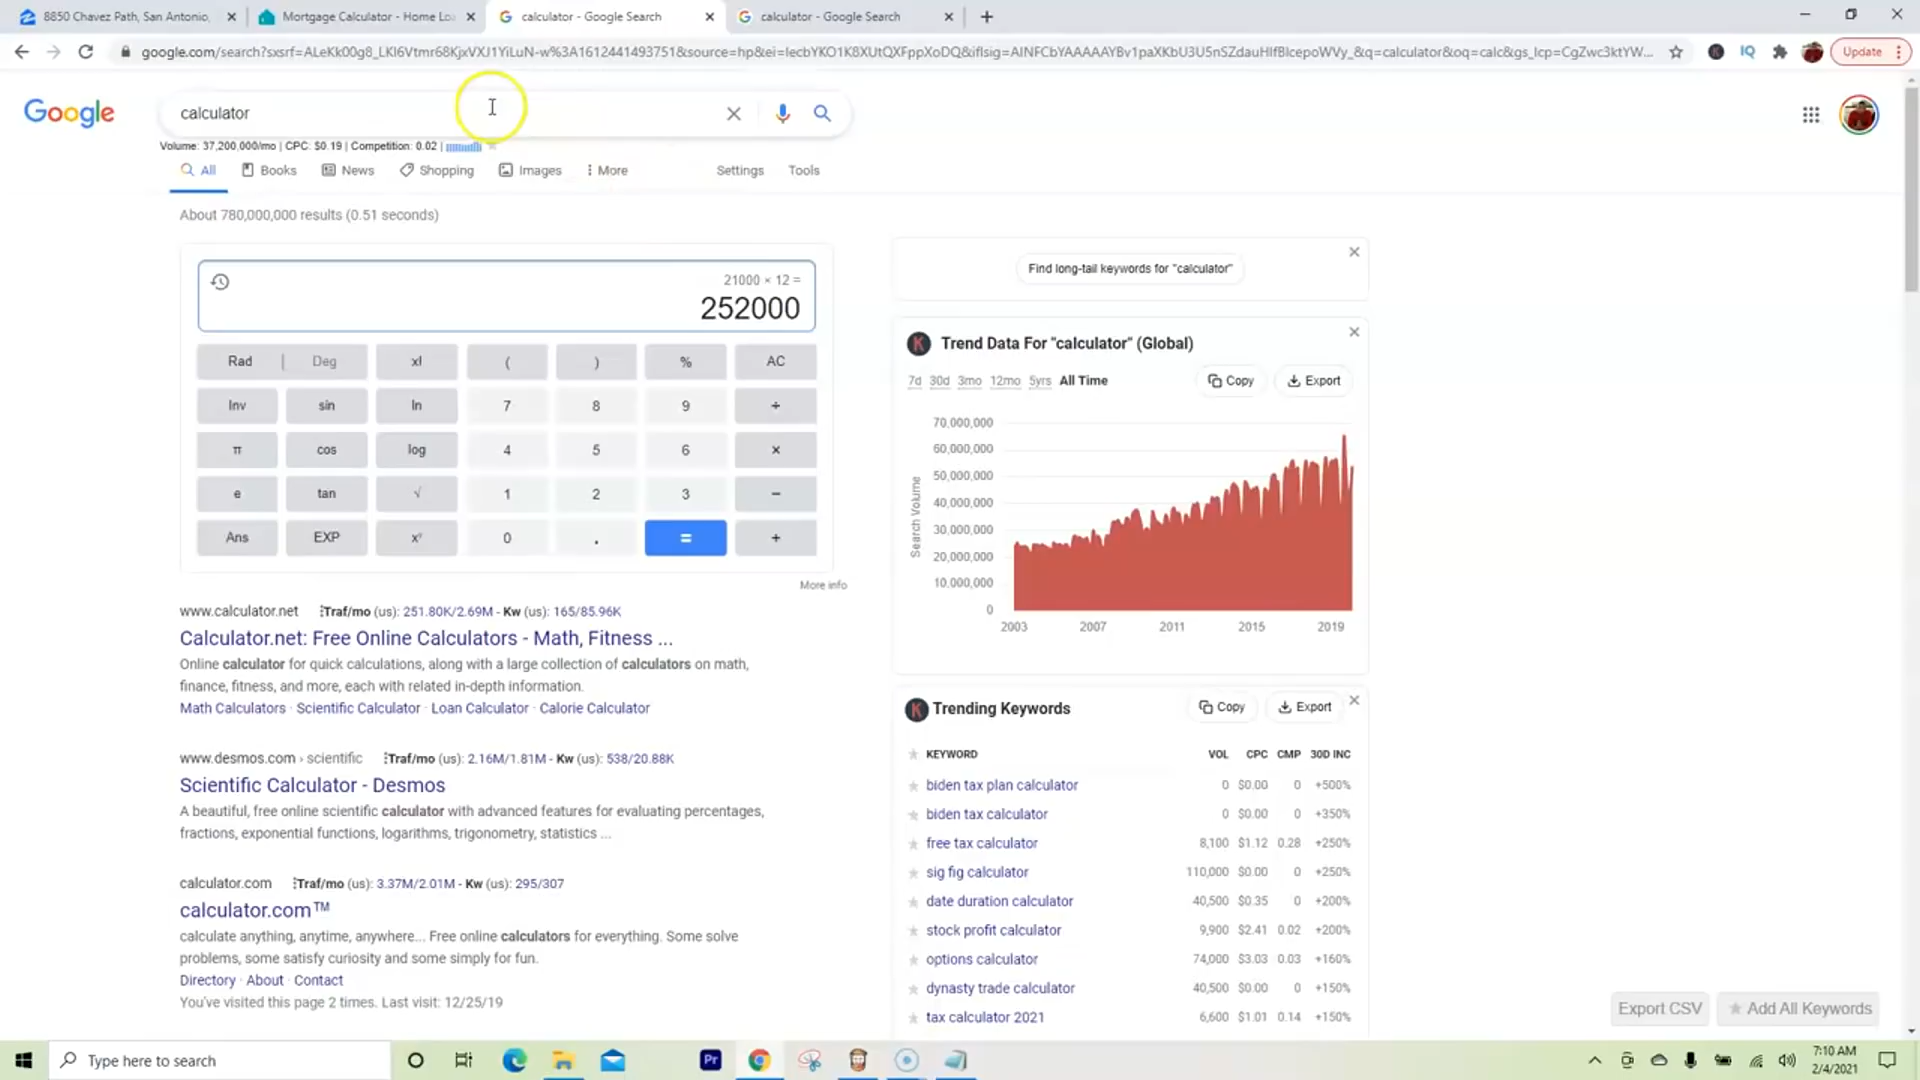 8850 Chavez Path, San Antonio,
Mortgage Calculator - Home Lo
calculator - Google Search
calculator - Google Search
Update
Google
calculator
Volume: 37,200,000/mo | CPC: $0.19 | Competition: 0.02 |
All
Books
News
Shopping
Images
More
Settings
Tools
About 780,000,000 results (0.51 seconds)
21000 × 12 =
252000
Rad | Deg x! ( ) % AC
Inv sin ln 7 8 9 ÷
π cos log 4 5 6 ×
e tan √ 1 2 3 −
Ans EXP xʸ 0 . = +
More info
www.calculator.net Traf/mo (us): 251.80K/2.69M - Kw (us): 165/85.96K
Calculator.net: Free Online Calculators - Math, Fitness ...
Online calculator for quick calculations, along with a large collection of calculators on math,
finance, fitness, and more, each with related in-depth information.
Math Calculators · Scientific Calculator · Loan Calculator · Calorie Calculator
www.desmos.com › scientific Traf/mo (us): 2.16M/1.81M - Kw (us): 538/20.88K
Scientific Calculator - Desmos
A beautiful, free online scientific calculator with advanced features for evaluating percentages,
fractions, exponential functions, logarithms, trigonometry, statistics ...
calculator.com Traf/mo (us): 3.37M/2.01M - Kw (us): 295/307
calculator.com™
calculate anything, anytime, anywhere... Free online calculators for everything. Some solve
problems, some satisfy curiosity and some simply for fun.
Directory · About · Contact
You've visited this page 2 times. Last visit: 12/25/19
Find long-tail keywords for "calculator"
Trend Data For "calculator" (Global)
7d 30d 3mo 12mo 5yrs All Time
Copy
Export
Search Volume
70,000,000
60,000,000
50,000,000
40,000,000
30,000,000
20,000,000
10,000,000
0
2003 2007 2011 2015 2019
Trending Keywords
Copy
Export
KEYWORD VOL CPC CMP 30D INC
biden tax plan calculator 0 $0.00 0 +500%
biden tax calculator 0 $0.00 0 +350%
free tax calculator 8,100 $1.12 0.28 +250%
sig fig calculator 110,000 $0.00 0 +250%
date duration calculator 40,500 $0.35 0 +200%
stock profit calculator 9,900 $2.41 0.02 +200%
options calculator 74,000 $3.03 0.03 +160%
dynasty trade calculator 40,500 $0.00 0 +150%
tax calculator 2021 6,600 $1.01 0.14 +150%
Export CSV
Add All Keywords
Type here to search
Pr
7:10 AM
2/4/2021